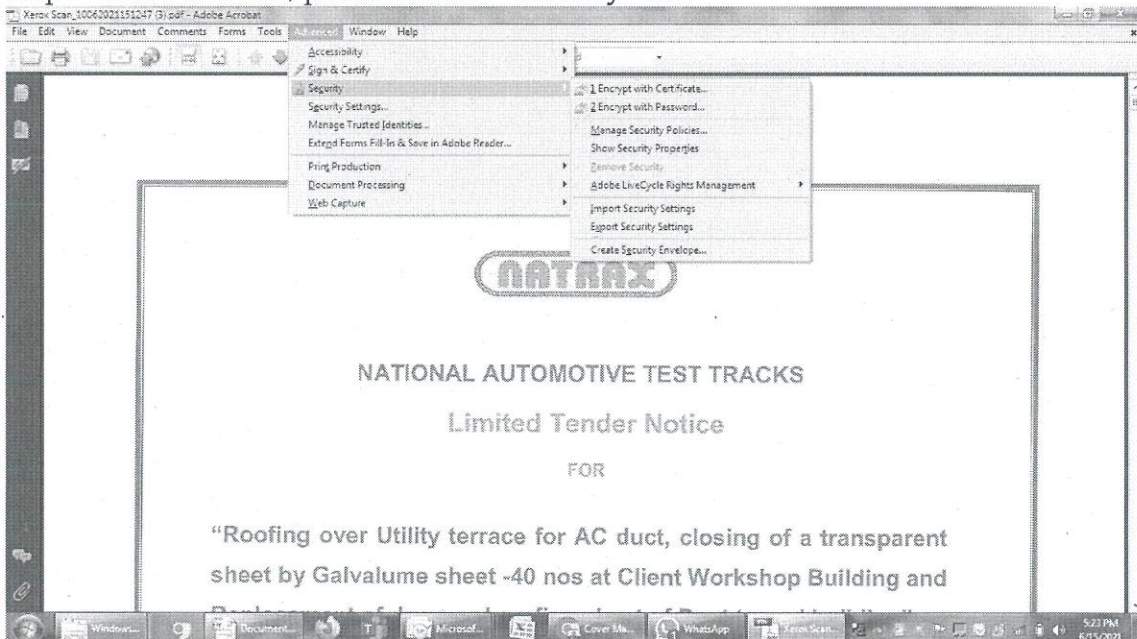 Xerox Scan_10062021151247 (3).pdf - Adobe Acrobat
File Edit View Document Comments Forms Tools Advanced Window Help
Accessibility
Sign & Certify
Security
Security Settings...
Manage Trusted Identities...
Extend Forms Fill-In & Save in Adobe Reader...
Print Production
Document Processing
Web Capture
1 Encrypt with Certificate...
2 Encrypt with Password...
Manage Security Policies...
Show Security Properties
Remove Security
Adobe LiveCycle Rights Management
Import Security Settings
Export Security Settings
Create Security Envelope...
NATRAX
NATIONAL AUTOMOTIVE TEST TRACKS
Limited Tender Notice
FOR
“Roofing over Utility terrace for AC duct, closing of a transparent
sheet by Galvalume sheet -40 nos at Client Workshop Building and
Windows... Document... Microsof... Cover Ma... WhatsApp Xerox Scan... 5:23 PM
6/15/2021